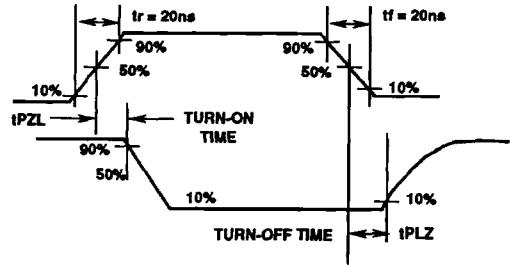 tr = 20ns
tf = 20ns
90%
90%
50%
50%
10%
10%
tPZL
TURN-ON
TIME
90%
50%
10%
10%
TURN-OFF TIME
tPLZ